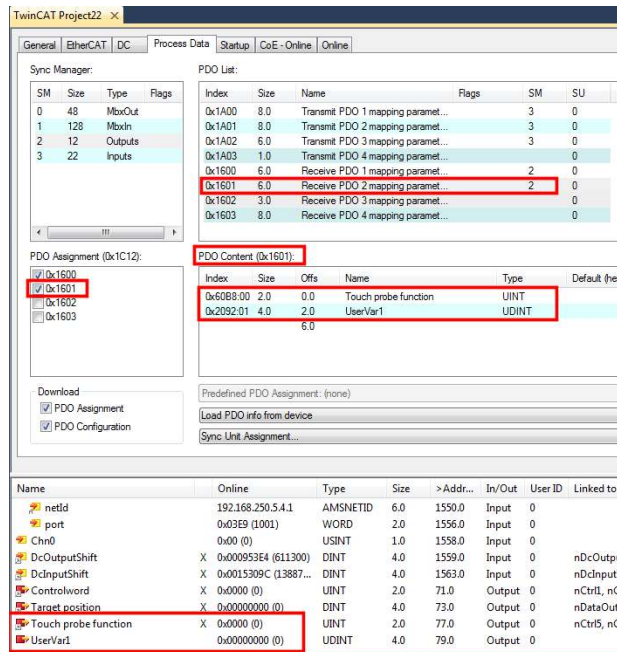 TwinCAT Project22
General EtherCAT DC Process Data Startup CoE - Online Online
Sync Manager:
SM Size Type Flags
0 48 MbxOut
1 128 MbxIn
2 12 Outputs
3 22 Inputs
PDO List:
Index Size Name Flags SM SU
0x1A00 8.0 Transmit PDO 1 mapping paramet... 3 0
0x1A01 8.0 Transmit PDO 2 mapping paramet... 3 0
0x1A02 6.0 Transmit PDO 3 mapping paramet... 3 0
0x1A03 1.0 Transmit PDO 4 mapping paramet... 0
0x1600 6.0 Receive PDO 1 mapping paramet... 2 0
0x1601 6.0 Receive PDO 2 mapping paramet... 2 0
0x1602 3.0 Receive PDO 3 mapping paramet... 0
0x1603 8.0 Receive PDO 4 mapping paramet... 0
PDO Assignment (0x1C12):
0x1600
0x1601
0x1602
0x1603
PDO Content (0x1601):
Index Size Offs Name Type Default (he
0x60B8:00 2.0 0.0 Touch probe function UINT
0x2092:01 4.0 2.0 UserVar1 UDINT
6.0
Download
PDO Assignment
PDO Configuration
Predefined PDO Assignment: (none)
Load PDO info from device
Sync Unit Assignment...
Name Online Type Size >Addr... In/Out User ID Linked to
netId 192.168.250.5.4.1 AMSNETID 6.0 1550.0 Input 0
port 0x03E9 (1001) WORD 2.0 1556.0 Input 0
Chn0 0x00 (0) USINT 1.0 1558.0 Input 0
DcOutputShift X 0x000953E4 (611300) DINT 4.0 1559.0 Input 0 nDcOutp
DcInputShift X 0x0015309C (13887... DINT 4.0 1563.0 Input 0 nDcInput
Controlword X 0x0000 (0) UINT 2.0 71.0 Output 0 nCtrl1, nC
Target position X 0x00000000 (0) DINT 4.0 73.0 Output 0 nDataOut
Touch probe function X 0x0000 (0) UINT 2.0 77.0 Output 0 nCtrl5, nC
UserVar1 0x00000000 (0) UDINT 4.0 79.0 Output 0